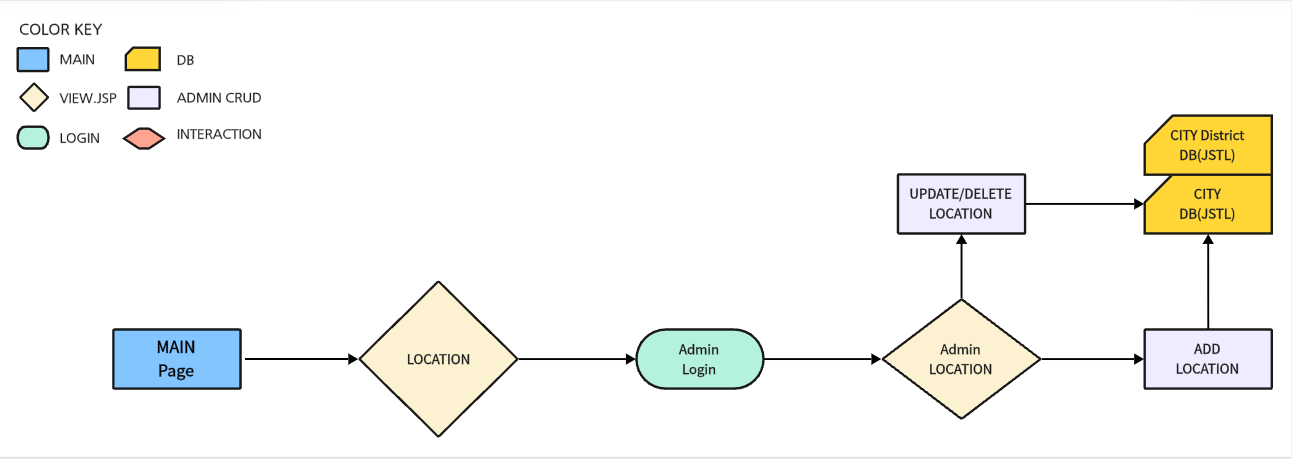 COLOR KEY
MAIN
DB
VIEW.JSP
ADMIN CRUD
LOGIN
INTERACTION
CITY District
DB(JSTL)
UPDATE/DELETE
LOCATION
CITY
DB(JSTL)
MAIN
Page
LOCATION
Admin
Login
Admin
LOCATION
ADD
LOCATION